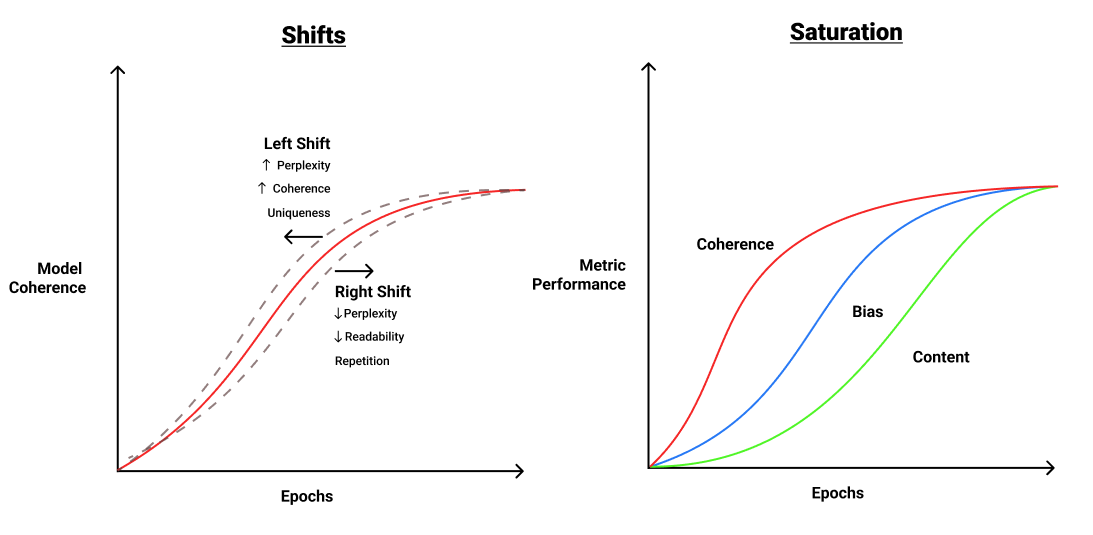 Shifts
Left Shift
↑ Perplexity
↑ Coherence
Uniqueness
Model
Coherence
Right Shift
↓ Perplexity
↓ Readability
Repetition
Epochs
Saturation
Coherence
Metric
Performance
Bias
Content
Epochs